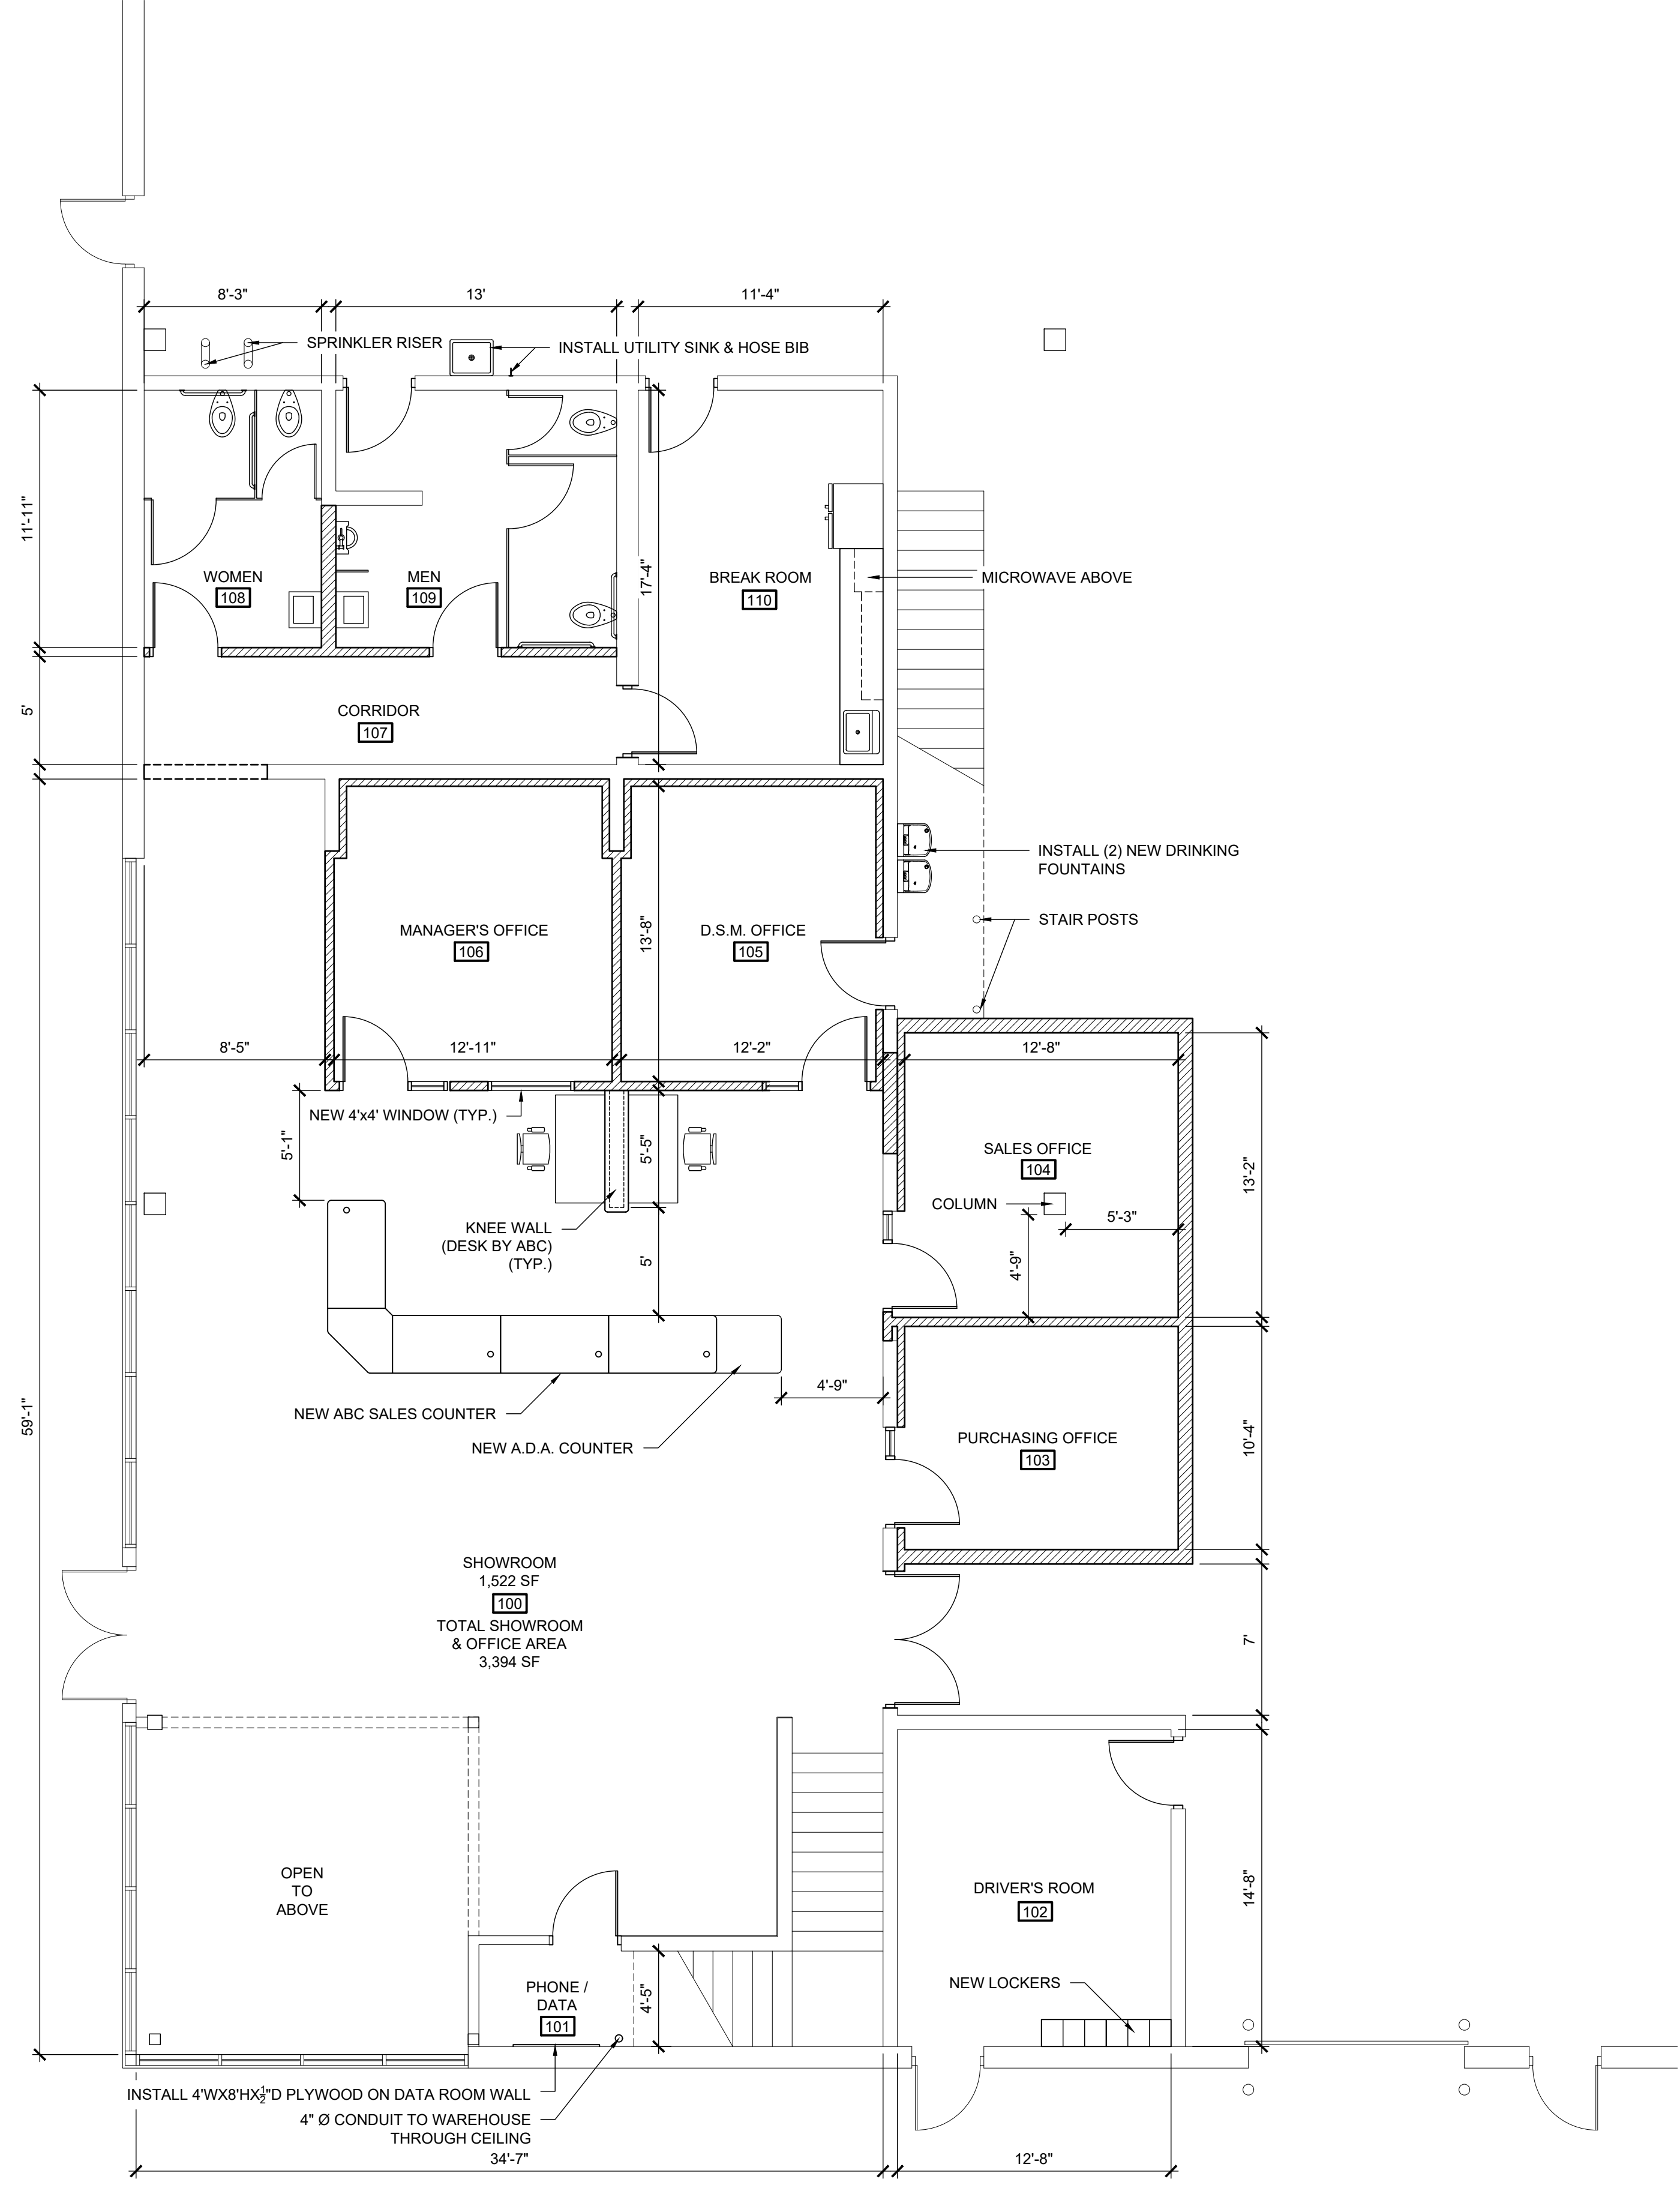 8'-3"
13'
11'-4"
SPRINKLER RISER
INSTALL UTILITY SINK & HOSE BIB
11'-11"
17'-4"
WOMEN
108
MEN
109
BREAK ROOM
110
MICROWAVE ABOVE
5'
CORRIDOR
107
INSTALL (2) NEW DRINKING
FOUNTAINS
STAIR POSTS
MANAGER'S OFFICE
106
13'-8"
D.S.M. OFFICE
105
8'-5"
12'-11"
12'-2"
12'-8"
NEW 4'x4' WINDOW (TYP.)
5'-1"
5'-5"
SALES OFFICE
104
13'-2"
COLUMN
5'-3"
4'-9"
KNEE WALL
(DESK BY ABC)
(TYP.)
5'
4'-9"
NEW ABC SALES COUNTER
NEW A.D.A. COUNTER
59'-1"
PURCHASING OFFICE
103
10'-4"
SHOWROOM
1,522 SF
100
TOTAL SHOWROOM
& OFFICE AREA
3,394 SF
7'
OPEN
TO
ABOVE
DRIVER'S ROOM
102
14'-8"
NEW LOCKERS
PHONE /
DATA
101
4'-5"
INSTALL 4'WX8'HX½"D PLYWOOD ON DATA ROOM WALL
4" Ø CONDUIT TO WAREHOUSE
THROUGH CEILING
34'-7"
12'-8"